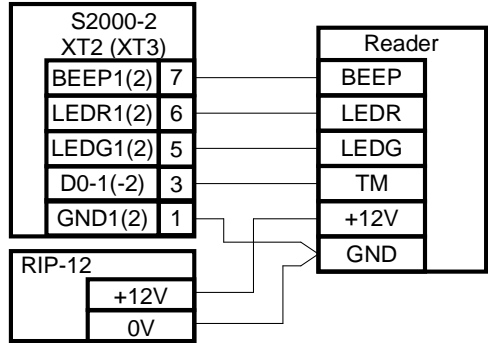 S2000-2
XT2 (XT3)
BEEP1(2) 7
LEDR1(2) 6
LEDG1(2) 5
D0-1(-2) 3
GND1(2) 1
RIP-12
+12V
0V
Reader
BEEP
LEDR
LEDG
TM
+12V
GND